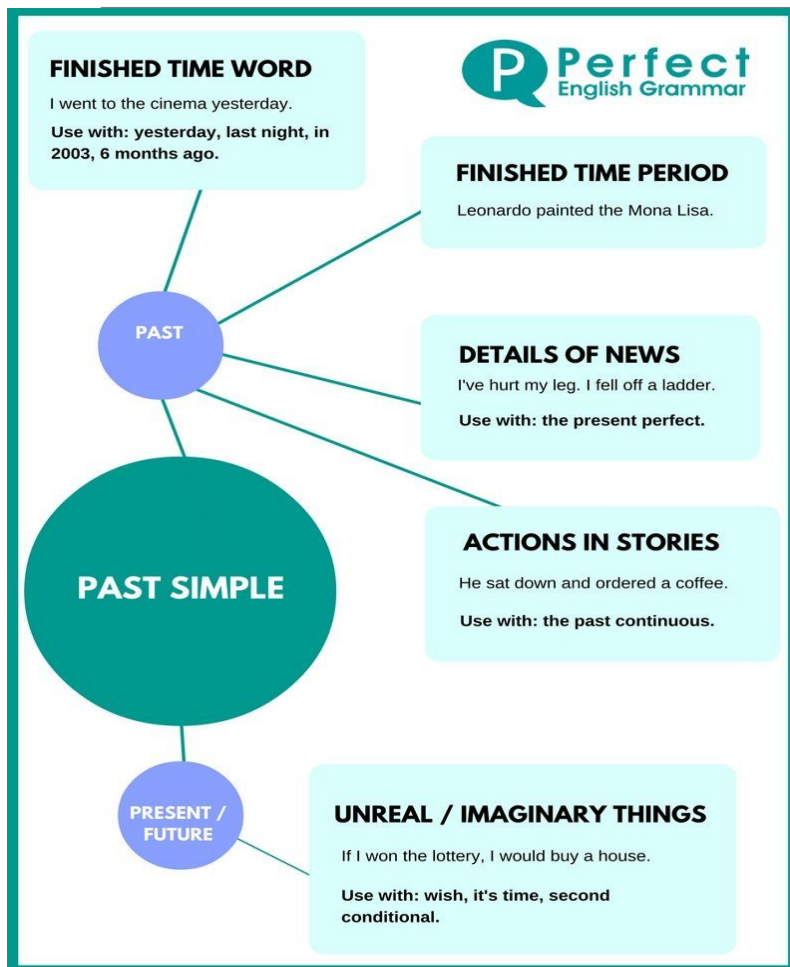 FINISHED TIME WORD
I went to the cinema yesterday.
Use with: yesterday, last night, in
2003, 6 months ago.
P Perfect
English Grammar
FINISHED TIME PERIOD
Leonardo painted the Mona Lisa.
PAST
DETAILS OF NEWS
I've hurt my leg. I fell off a ladder.
Use with: the present perfect.
ACTIONS IN STORIES
He sat down and ordered a coffee.
Use with: the past continuous.
PAST SIMPLE
PRESENT /
FUTURE
UNREAL / IMAGINARY THINGS
If I won the lottery, I would buy a house.
Use with: wish, it's time, second
conditional.